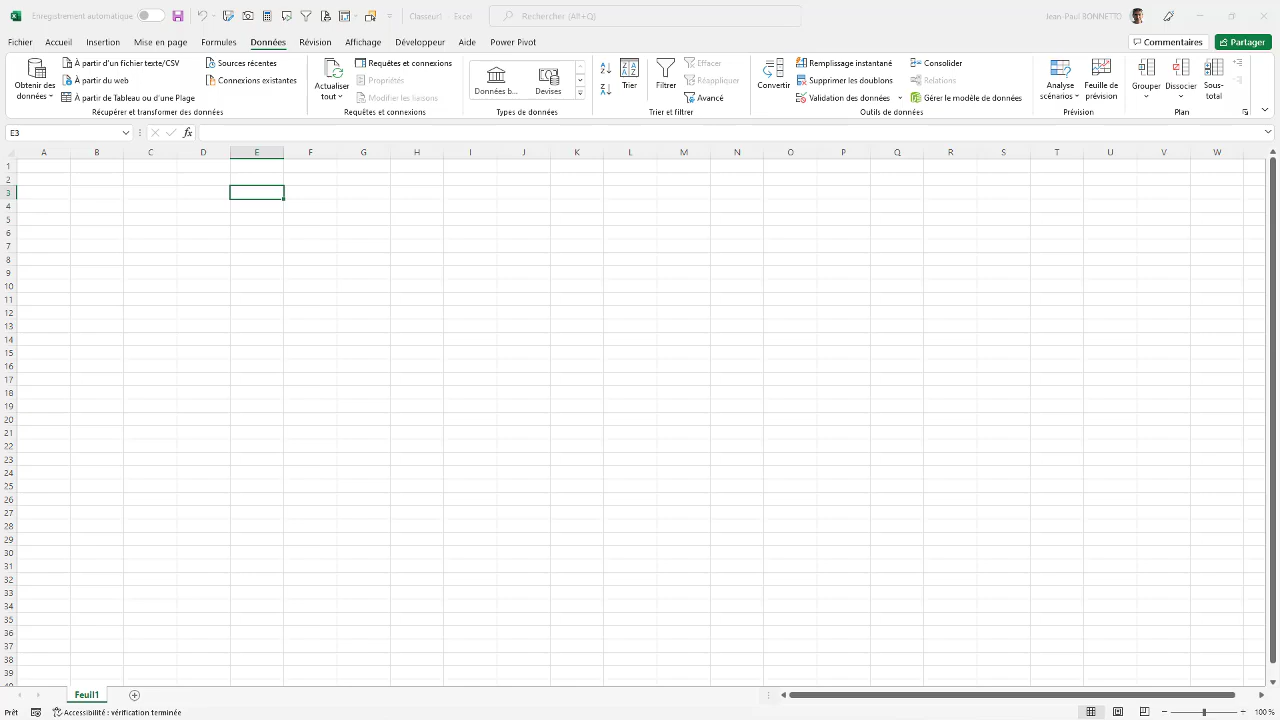 Enregistrement automatique
Classeur1 - Excel
Rechercher (Alt+Q)
Jean-Paul BONNETTO
Fichier Accueil Insertion Mise en page Formules Données Révision Affichage Développeur Aide Power Pivot
Commentaires Partager
Obtenir des données
À partir d'un fichier texte/CSV
À partir du web
À partir de Tableau ou d'une Plage
Sources récentes
Connexions existantes
Récupérer et transformer des données
Actualiser tout
Requêtes et connexions
Propriétés
Modifier les liaisons
Requêtes et connexions
Données b...
Devises
Types de données
Trier
Filtrer
Effacer
Réappliquer
Avancé
Trier et filtrer
Convertir
Remplissage instantané
Supprimer les doublons
Validation des données
Consolider
Relations
Gérer le modèle de données
Outils de données
Analyse scénarios
Feuille de prévision
Prévision
Grouper
Dissocier
Sous total
Plan
E3
fx
A B C D E F G H I J K L M N O P Q R S T U V W
1
2
3
4
5
6
7
8
9
10
11
12
13
14
15
16
17
18
19
20
21
22
23
24
25
26
27
28
29
30
31
32
33
34
35
36
37
38
39
Feuil1
Prêt
Accessibilité : vérification terminée
100 %